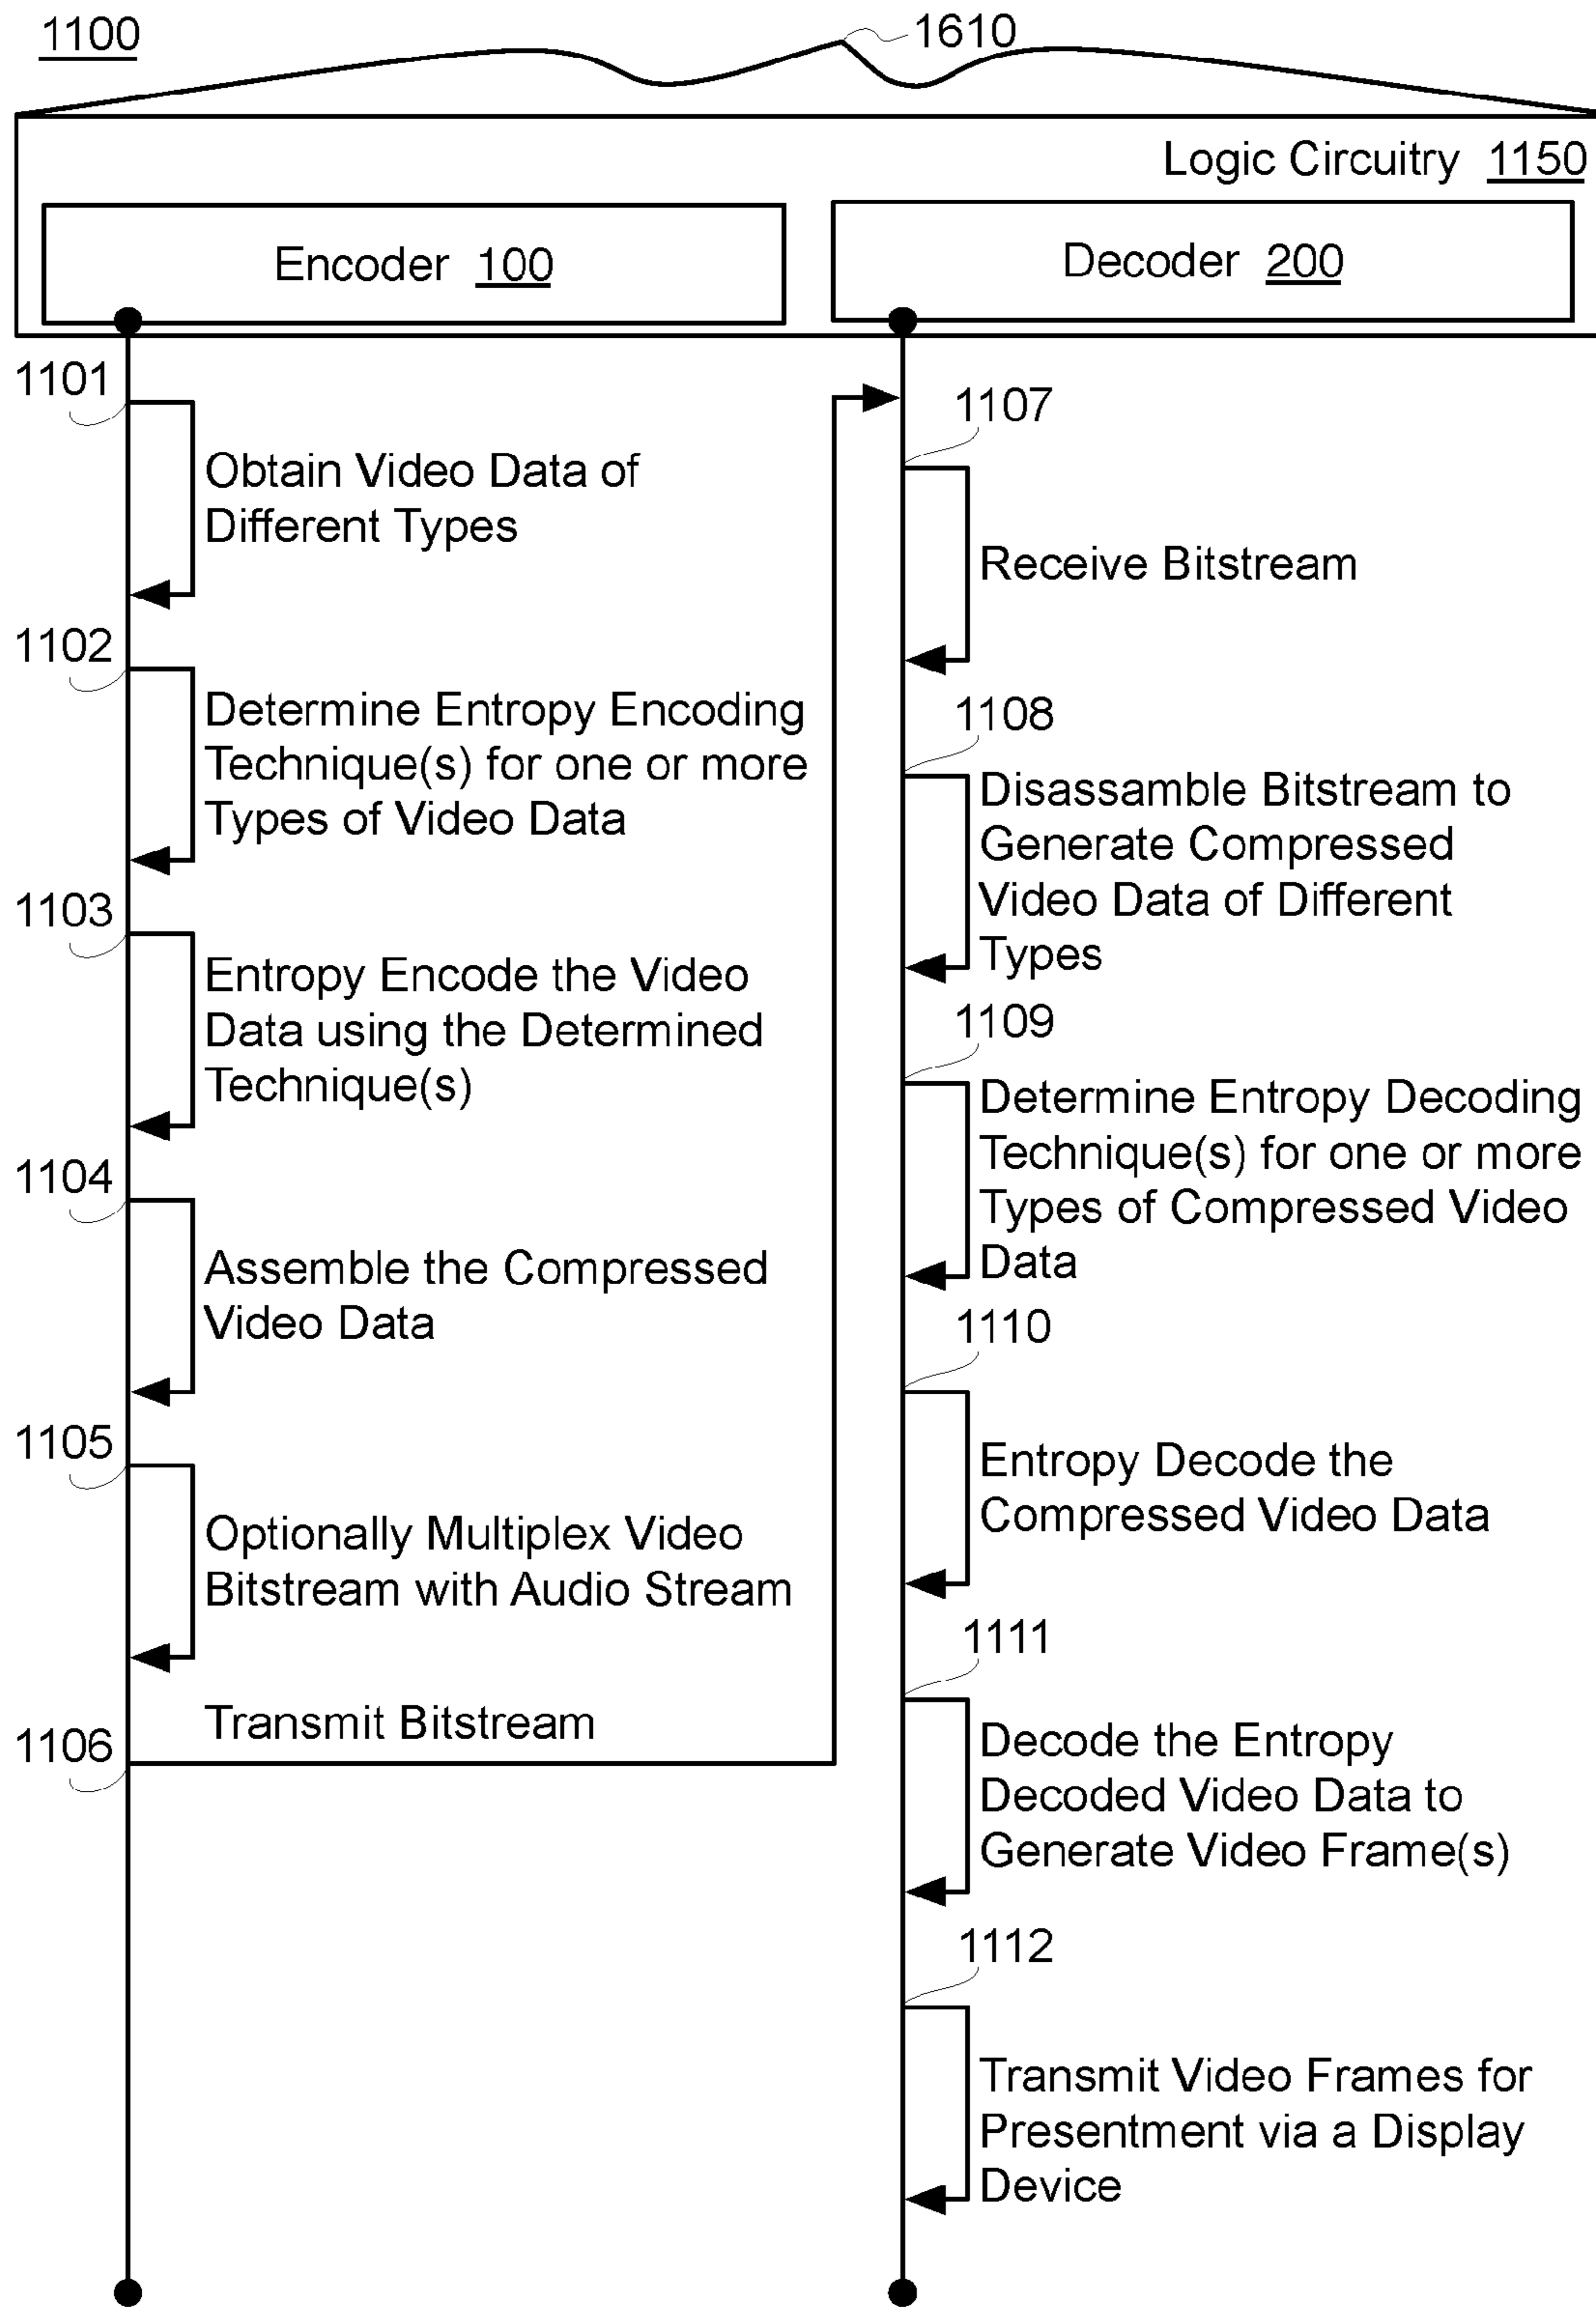 1100
1610
Logic Circuitry 1150
Encoder 100
Decoder 200
1101
Obtain Video Data of
Different Types
1102
Determine Entropy Encoding
Technique(s) for one or more
Types of Video Data
1103
Entropy Encode the Video
Data using the Determined
Technique(s)
1104
Assemble the Compressed
Video Data
1105
Optionally Multiplex Video
Bitstream with Audio Stream
1106
Transmit Bitstream
1107
Receive Bitstream
1108
Disassamble Bitstream to
Generate Compressed
Video Data of Different
Types
1109
Determine Entropy Decoding
Technique(s) for one or more
Types of Compressed Video
Data
1110
Entropy Decode the
Compressed Video Data
1111
Decode the Entropy
Decoded Video Data to
Generate Video Frame(s)
1112
Transmit Video Frames for
Presentment via a Display
Device